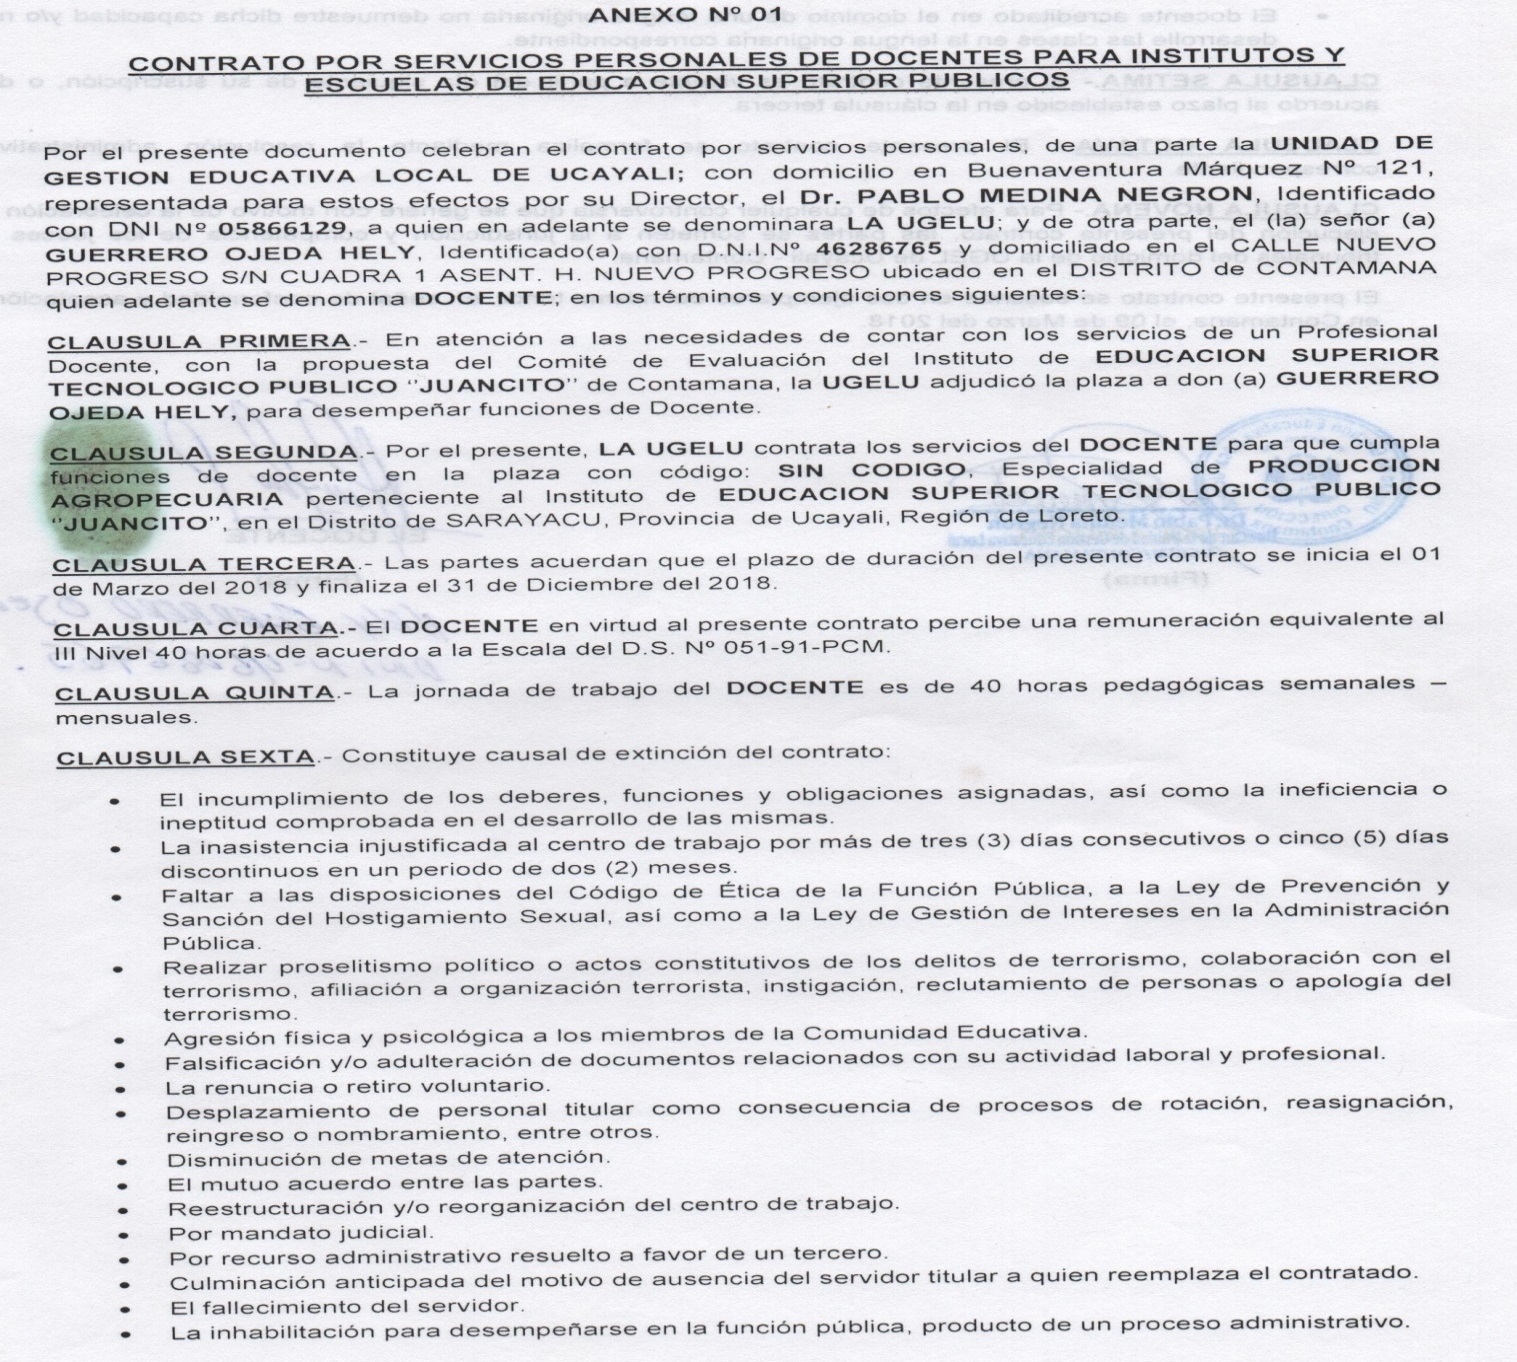 ANEXO Nº 01
CONTRATO POR SERVICIOS PERSONALES DE DOCENTES PARA INSTITUTOS Y
ESCUELAS DE EDUCACION SUPERIOR PUBLICOS
Por el presente documento celebran el contrato por servicios personales, de una parte la UNIDAD DE
GESTION EDUCATIVA LOCAL DE UCAYALI; con domicilio en Buenaventura Márquez Nº 121,
representada para estos efectos por su Director, el Dr. PABLO MEDINA NEGRON, Identificado
con DNI Nº 05866129, a quien en adelante se denominara LA UGELU; y de otra parte, el (la) señor (a)
GUERRERO OJEDA HELY, Identificado(a) con D.N.I.Nº 46286765 y domiciliado en el CALLE NUEVO
PROGRESO S/N CUADRA 1 ASENT. H. NUEVO PROGRESO ubicado en el DISTRITO de CONTAMANA
quien adelante se denomina DOCENTE; en los términos y condiciones siguientes:
CLAUSULA PRIMERA.- En atención a las necesidades de contar con los servicios de un Profesional
Docente, con la propuesta del Comité de Evaluación del Instituto de EDUCACION SUPERIOR
TECNOLOGICO PUBLICO "JUANCITO" de Contamana, la UGELU adjudicó la plaza a don (a) GUERRERO
OJEDA HELY, para desempeñar funciones de Docente.
CLAUSULA SEGUNDA.- Por el presente, LA UGELU contrata los servicios del DOCENTE para que cumpla
funciones de docente en la plaza con código: SIN CODIGO, Especialidad de PRODUCCION
AGROPECUARIA perteneciente al Instituto de EDUCACION SUPERIOR TECNOLOGICO PUBLICO
"JUANCITO", en el Distrito de SARAYACU, Provincia de Ucayali, Región de Loreto.
CLAUSULA TERCERA.- Las partes acuerdan que el plazo de duración del presente contrato se inicia el 01
de Marzo del 2018 y finaliza el 31 de Diciembre del 2018.
CLAUSULA CUARTA.- El DOCENTE en virtud al presente contrato percibe una remuneración equivalente al
III Nivel 40 horas de acuerdo a la Escala del D.S. Nº 051-91-PCM.
CLAUSULA QUINTA.- La jornada de trabajo del DOCENTE es de 40 horas pedagógicas semanales –
mensuales.
CLAUSULA SEXTA.- Constituye causal de extinción del contrato:
• El incumplimiento de los deberes, funciones y obligaciones asignadas, así como la ineficiencia o
ineptitud comprobada en el desarrollo de las mismas.
• La inasistencia injustificada al centro de trabajo por más de tres (3) días consecutivos o cinco (5) días
discontinuos en un periodo de dos (2) meses.
• Faltar a las disposiciones del Código de Ética de la Función Pública, a la Ley de Prevención y
Sanción del Hostigamiento Sexual, así como a la Ley de Gestión de Intereses en la Administración
Pública.
• Realizar proselitismo político o actos constitutivos de los delitos de terrorismo, colaboración con el
terrorismo, afiliación a organización terrorista, instigación, reclutamiento de personas o apología del
terrorismo.
• Agresión física y psicológica a los miembros de la Comunidad Educativa.
• Falsificación y/o adulteración de documentos relacionados con su actividad laboral y profesional.
• La renuncia o retiro voluntario.
• Desplazamiento de personal titular como consecuencia de procesos de rotación, reasignación,
reingreso o nombramiento, entre otros.
• Disminución de metas de atención.
• El mutuo acuerdo entre las partes.
• Reestructuración y/o reorganización del centro de trabajo.
• Por mandato judicial.
• Por recurso administrativo resuelto a favor de un tercero.
• Culminación anticipada del motivo de ausencia del servidor titular a quien reemplaza el contratado.
• El fallecimiento del servidor.
• La inhabilitación para desempeñarse en la función pública, producto de un proceso administrativo.